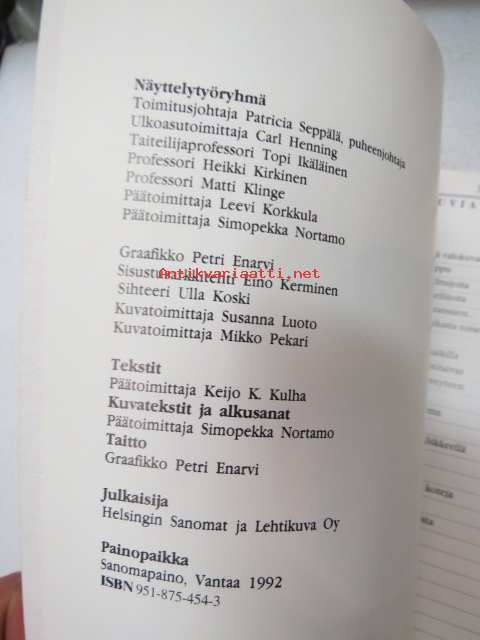 Näyttelytyöryhmä
Toimitusjohtaja Patricia Seppälä, puheenjohtaja
Ulkoasutoimittaja Carl Henning
Taiteilijaprofessori Topi Ikäläinen
Professori Heikki Kirkinen
Professori Matti Klinge
Päätoimittaja Leevi Korkkula
Päätoimittaja Simopekka Nortamo
Graafikko Petri Enarvi
Sisustusarkkitehti Eino Kerminen
Antikvariaatti.net
Sihteeri Ulla Koski
Kuvatoimittaja Susanna Luoto
Kuvatoimittaja Mikko Pekari
Tekstit
Päätoimittaja Keijo K. Kulha
Kuvatekstit ja alkusanat
Päätoimittaja Simopekka Nortamo
Taitto
Graafikko Petri Enarvi
Julkaisija
Helsingin Sanomat ja Lehtikuva Oy
Painopaikka
Sanomapaino, Vantaa 1992
ISBN 951-875-454-3